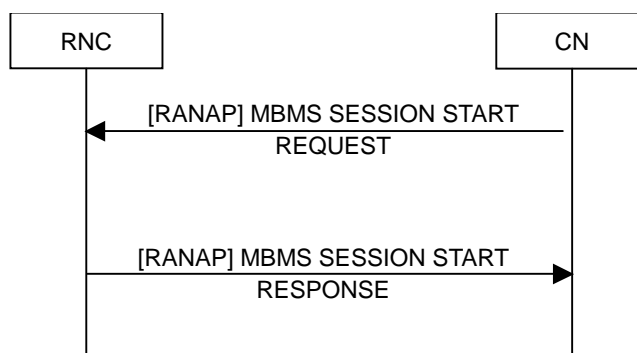 RNC
CN
[RANAP] MBMS SESSION START
REQUEST
[RANAP] MBMS SESSION START
RESPONSE